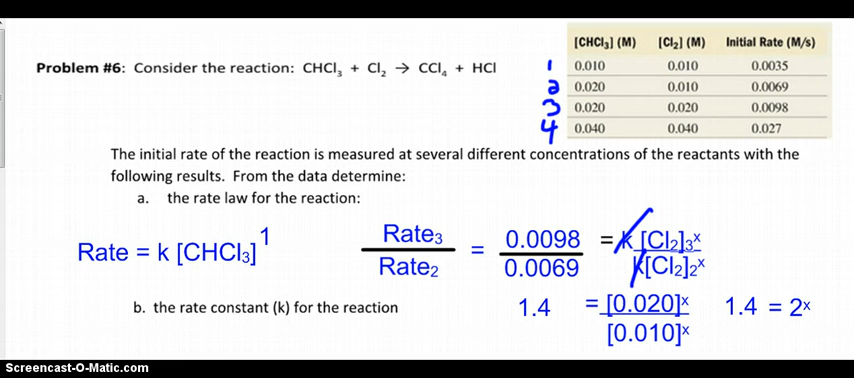 [CHCl₃] (M) [Cl₂] (M) Initial Rate (M/s)
1 0.010 0.010 0.0035
2 0.020 0.010 0.0069
3 0.020 0.020 0.0098
4 0.040 0.040 0.027
Problem #6: Consider the reaction: CHCl₃ + Cl₂ → CCl₄ + HCl
The initial rate of the reaction is measured at several different concentrations of the reactants with the
following results. From the data determine:
a. the rate law for the reaction:
Rate = k [CHCl₃]¹
Rate₃ = 0.0098 = k [Cl₂]₃ˣ
Rate₂ 0.0069 k[Cl₂]₂ˣ
b. the rate constant (k) for the reaction
1.4 = [0.020]ˣ 1.4 = 2ˣ
[0.010]ˣ
Screencast-O-Matic.com